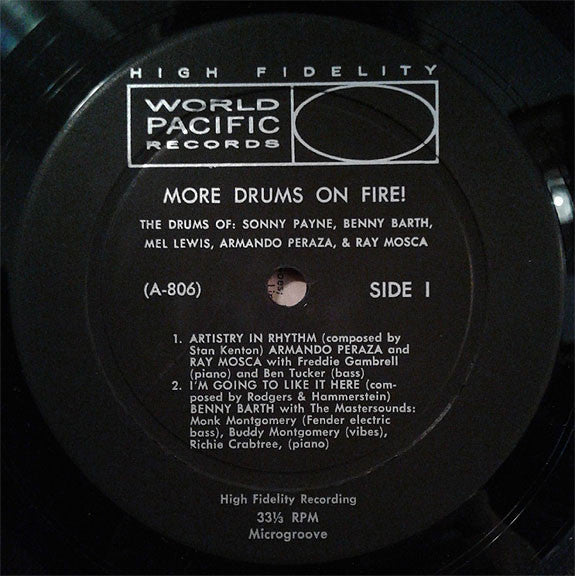 HIGH FIDELITY
WORLD
PACIFIC
RECORDS
MORE DRUMS ON FIRE!
THE DRUMS OF: SONNY PAYNE, BENNY BARTH,
MEL LEWIS, ARMANDO PERAZA, & RAY MOSCA
(A-806) SIDE 1
1. ARTISTRY IN RHYTHM (composed by
Stan Kenton) ARMANDO PERAZA and
RAY MOSCA with Freddie Gambrell
(piano) and Ben Tucker (bass)
2. I'M GOING TO LIKE IT HERE (com-
posed by Rodgers & Hammerstein)
BENNY BARTH with The Mastersounds:
Monk Montgomery (Fender electric
bass), Buddy Montgomery (vibes),
Richie Crabtree, (piano)
High Fidelity Recording
33⅓ RPM
Microgroove